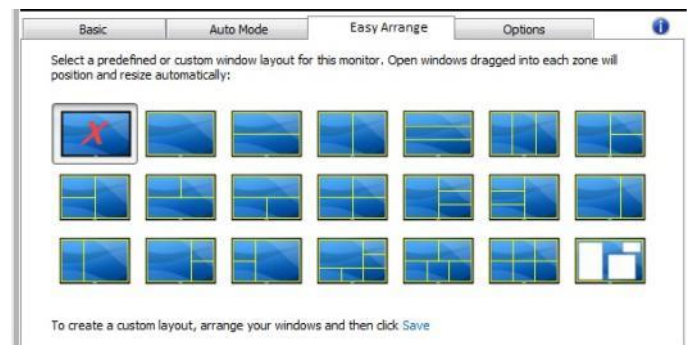 Basic Auto Mode Easy Arrange Options
Select a predefined or custom window layout for this monitor. Open windows dragged into each zone will
position and resize automatically:
To create a custom layout, arrange your windows and then click Save